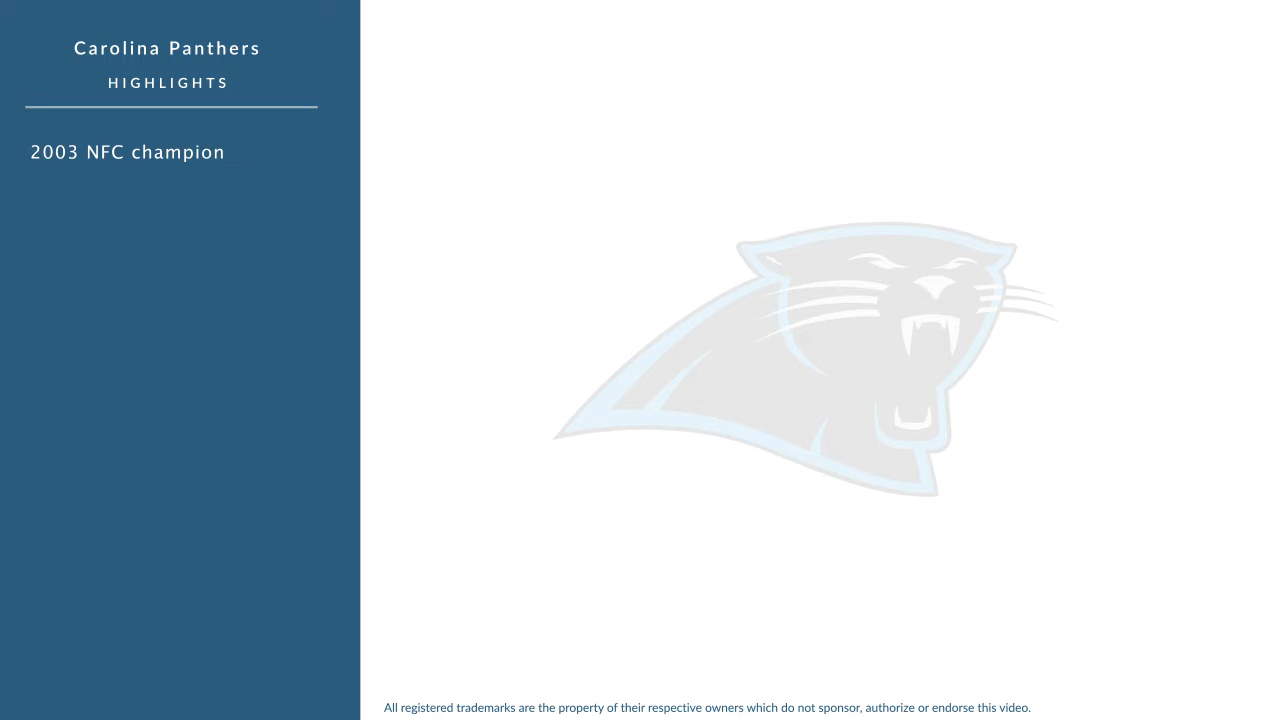 Carolina Panthers
HIGHLIGHTS
2003 NFC champion
All registered trademarks are the property of their respective owners which do not sponsor, authorize or endorse this video.